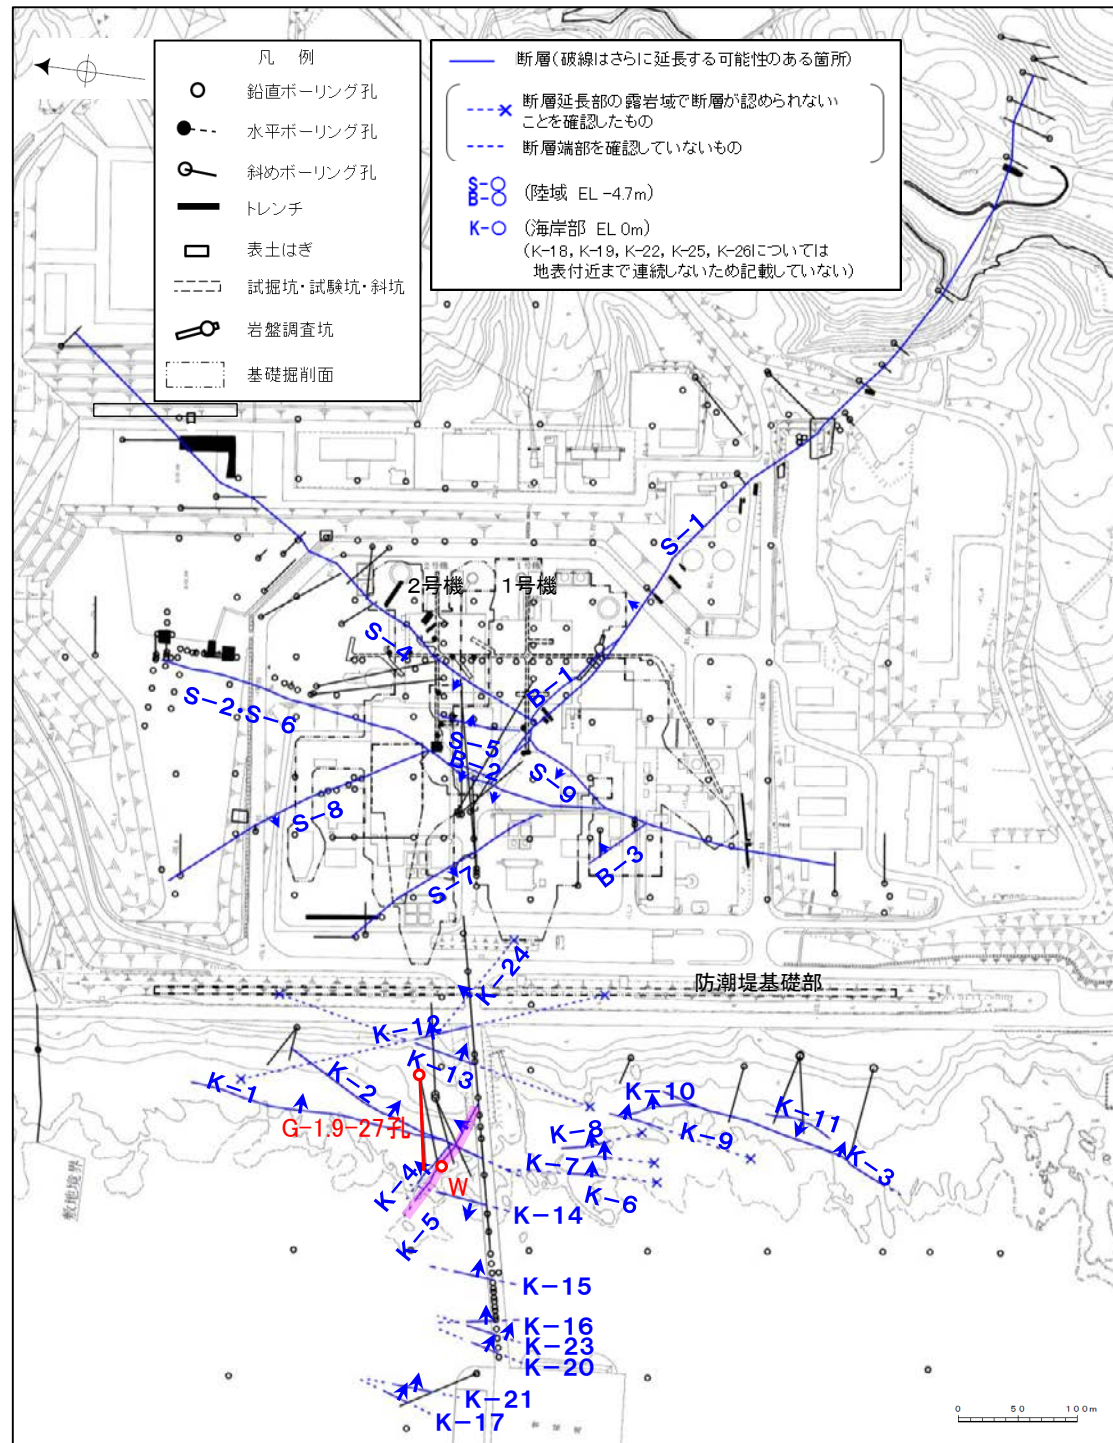 凡 例
鉛直ボーリング孔
水平ボーリング孔
斜めボーリング孔
トレンチ
表土はぎ
試掘坑・試験坑・斜坑
岩盤調査坑
基礎掘削面
断層(破線はさらに延長する可能性のある箇所)
断層延長部の露岩域で断層が認められない
ことを確認したもの
断層端部を確認していないもの
S-○
B-○
(陸域 EL -4.7m)
K-○ (海岸部 EL 0m)
(K-18, K-19, K-22, K-25, K-26については
地表付近まで連続しないため記載していない)
S-1
2号機
1号機
2号機
1号機
S-4
B-1
S-2・S-6
S-5
B-2
S-9
S-8
B-3
S-7
K-24
防潮堤基礎部
K-12
K-13
K-2
K-1
K-10
K-11
G-1.9-27孔
K-8
K-9
K-7
K-3
K-4
W
K-6
K-5
K-14
敷地境界
K-15
K-16
K-23
K-20
K-21
K-17
0 50 100m